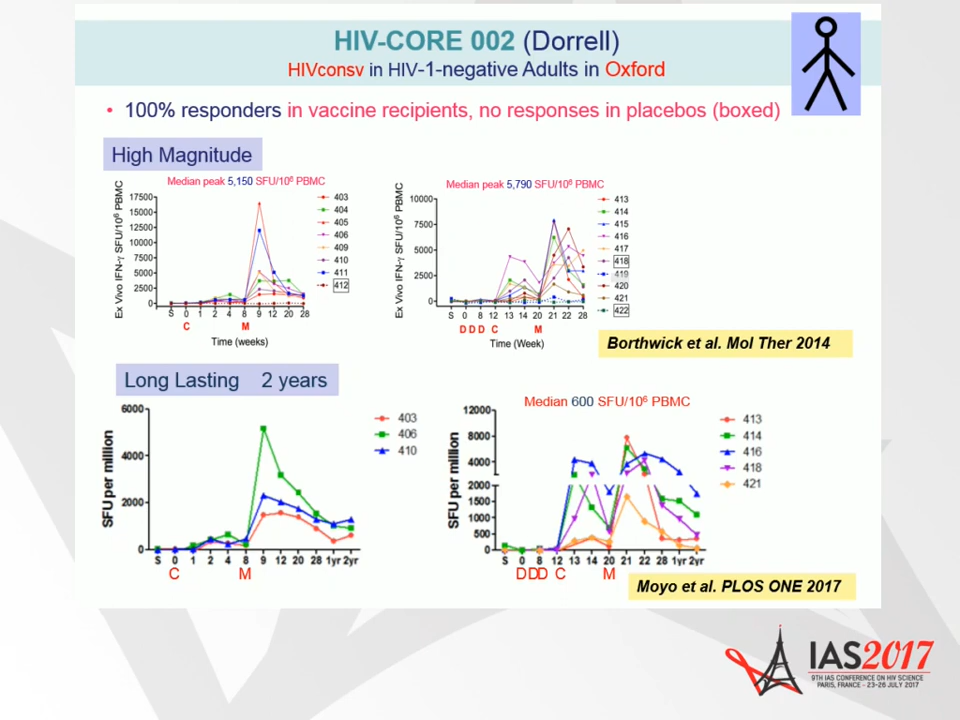 HIV-CORE 002 (Dorrell)
HIVconsv in HIV-1-negative Adults in Oxford
• 100% responders in vaccine recipients, no responses in placebos (boxed)
High Magnitude
Median peak 5,150 SFU/10⁶ PBMC
Ex Vivo IFN-γ SFU/10⁶ PBMC
17500
15000
12500
10000
7500
5000
2500
0
S 0 1 2 4 8 9 12 20 28
C M
Time (weeks)
403
404
405
406
409
410
411
412
Median peak 5,790 SFU/10⁶ PBMC
Ex Vivo IFN-γ SFU/10⁶ PBMC
10000
7500
5000
2500
0
S 0 8 12 13 14 20 21 22 28
D D D C M
Time (Week)
413
414
415
416
417
418
419
420
421
422
Borthwick et al. Mol Ther 2014
Long Lasting 2 years
SFU per million
6000
4000
2000
0
S 0 1 2 4 8 9 12 20 28 1yr 2yr
C M
403
406
410
Median 600 SFU/10⁶ PBMC
SFU per million
12000
8000
4000
2000
1500
1000
500
0
S 0 8 12 13 14 20 21 22 28 1yr 2yr
DDD C M
413
414
416
418
421
Moyo et al. PLOS ONE 2017
IAS2017
9TH IAS CONFERENCE ON HIV SCIENCE
PARIS, FRANCE - 23-26 JULY 2017